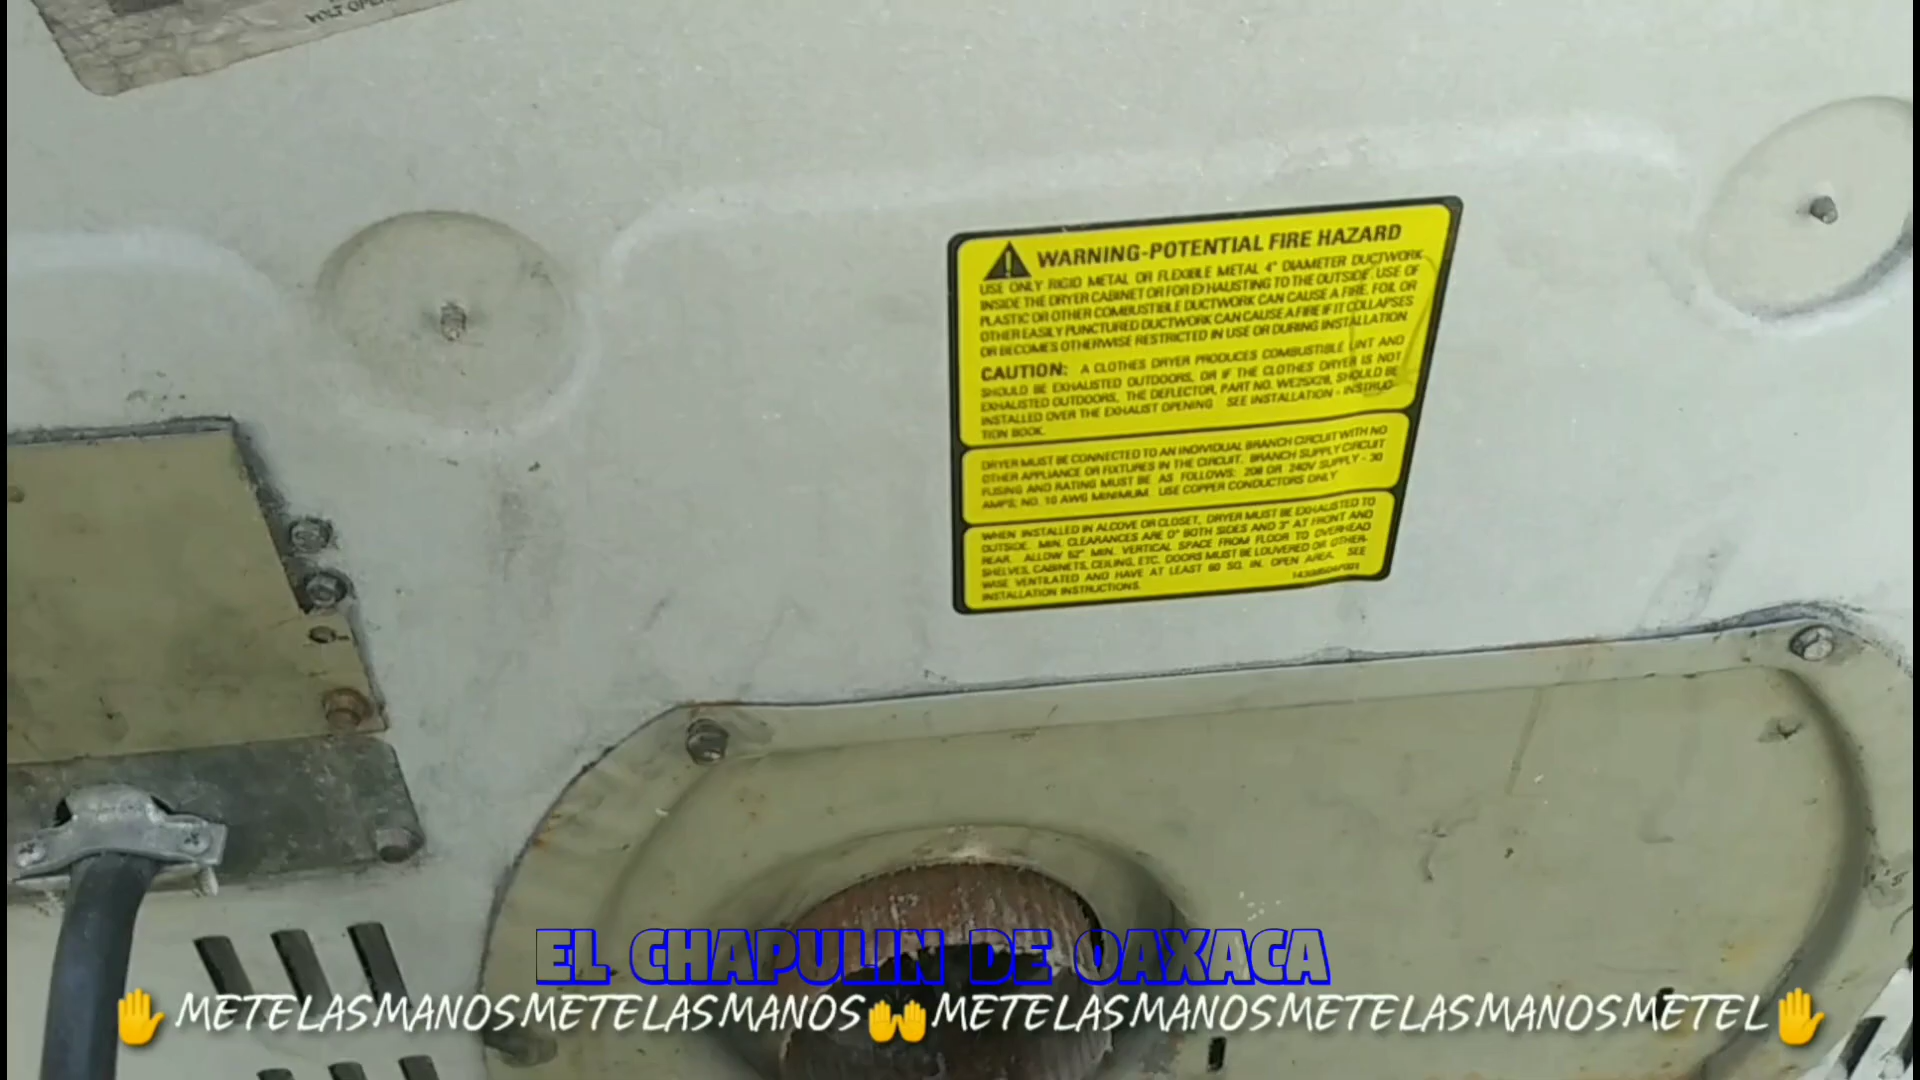 VOLT OPE
WARNING-POTENTIAL FIRE HAZARD
USE ONLY RIGID METAL OR FLEXIBLE METAL 4" DIAMETER DUCTWORK
INSIDE THE DRYER CABINET OR FOR EXHAUSTING TO THE OUTSIDE. USE OF
PLASTIC OR OTHER COMBUSTIBLE DUCTWORK CAN CAUSE A FIRE. FOIL OR
OTHER EASILY PUNCTURED DUCTWORK CAN CAUSE A FIRE IF IT COLLAPSES
OR BECOMES OTHERWISE RESTRICTED IN USE OR DURING INSTALLATION.
CAUTION: A CLOTHES DRYER PRODUCES COMBUSTIBLE LINT AND
SHOULD BE EXHAUSTED OUTDOORS, OR IF THE CLOTHES DRYER IS NOT
EXHAUSTED OUTDOORS, THE DEFLECTOR, PART NO. WE25X28, SHOULD BE
INSTALLED OVER THE EXHAUST OPENING. SEE INSTALLATION - INSTRUC-
TION BOOK.
DRYER MUST BE CONNECTED TO AN INDIVIDUAL BRANCH CIRCUIT WITH NO
OTHER APPLIANCE OR FIXTURES IN THE CIRCUIT. BRANCH SUPPLY CIRCUIT
FUSING AND RATING MUST BE AS FOLLOWS: 208 OR 240V SUPPLY - 30
AMPS; NO. 10 AWG MINIMUM. USE COPPER CONDUCTORS ONLY
WHEN INSTALLED IN ALCOVE OR CLOSET, DRYER MUST BE EXHAUSTED TO
OUTSIDE. MIN. CLEARANCES ARE 0" BOTH SIDES AND 3" AT FRONT AND
REAR. ALLOW 52" MIN. VERTICAL SPACE FROM FLOOR TO OVERHEAD
SHELVES, CABINETS, CEILING, ETC. DOORS MUST BE LOUVERED OR OTHER-
WISE VENTILATED AND HAVE AT LEAST 60 SQ. IN. OPEN AREA. SEE
INSTALLATION INSTRUCTIONS.
EL CHAPULIN DE OAXACA
✋METELASMANOSMETELASMANOS👐METELASMANOSMETELASMANOSMETEL✋